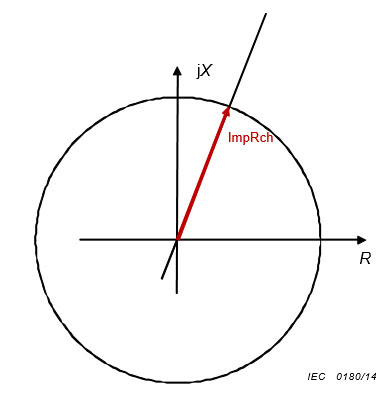 jX
ImpRch
R
IEC 0180/14